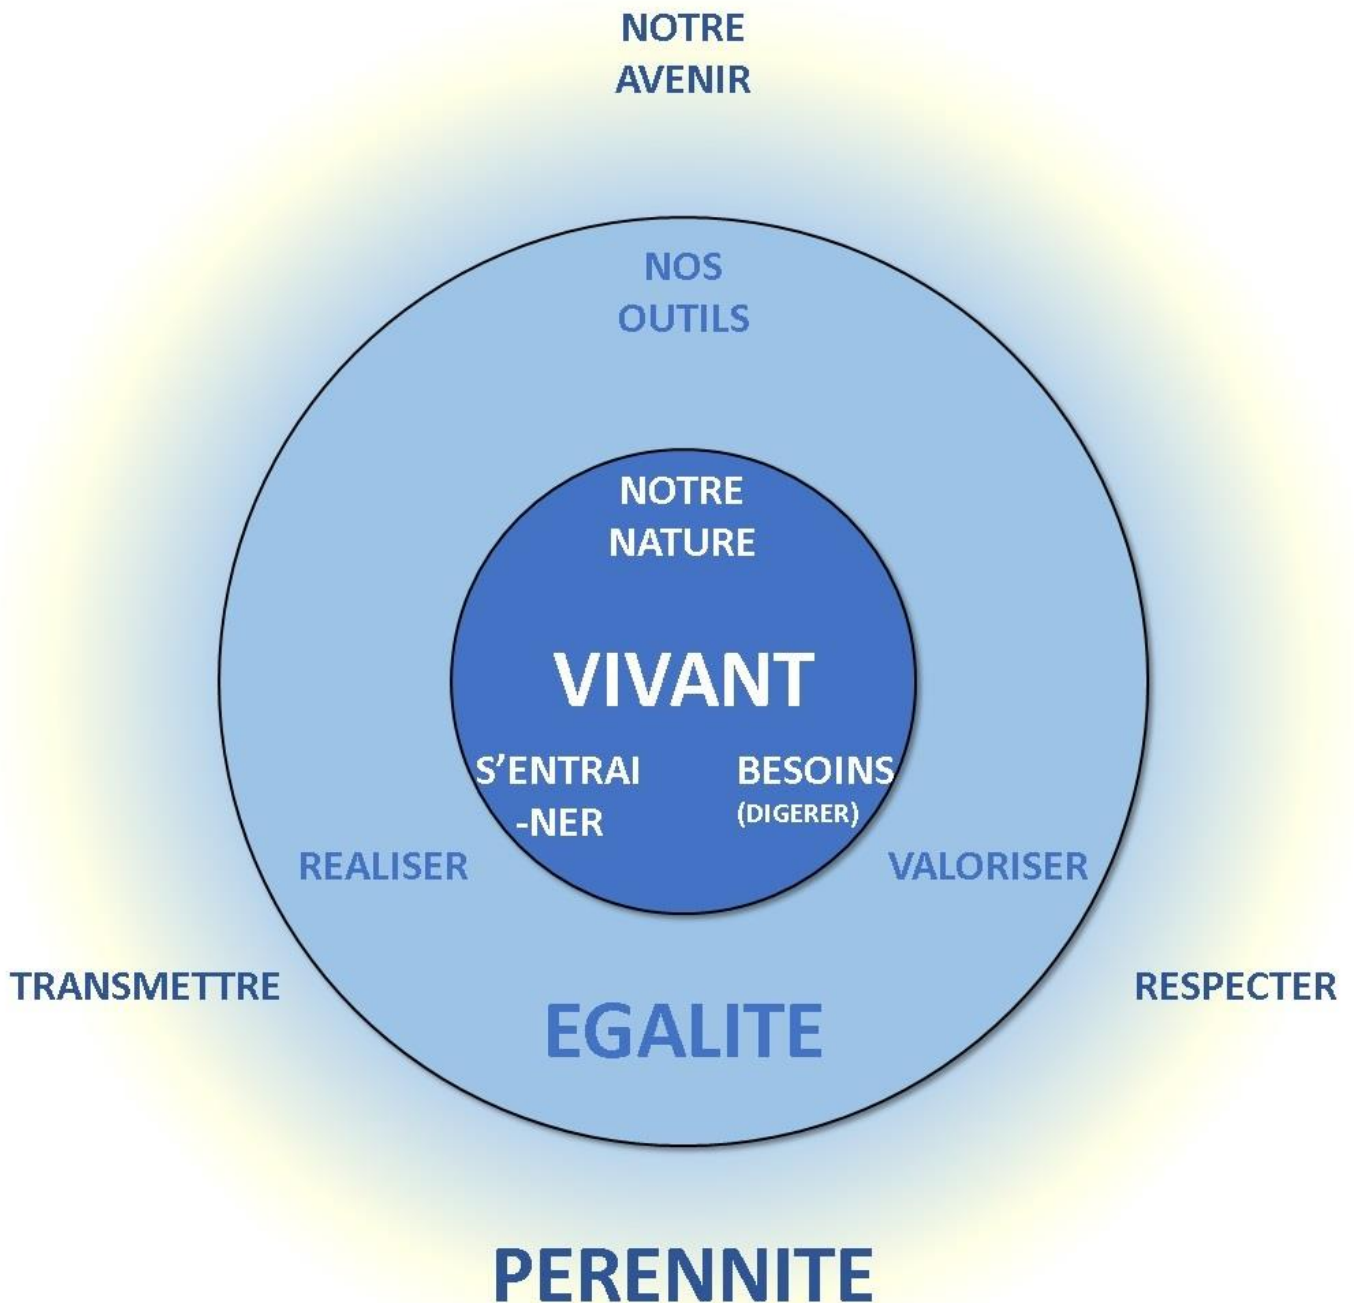 NOTRE
AVENIR
NOS
OUTILS
NOTRE
NATURE
VIVANT
S’ENTRAI
-NER
BESOINS
(DIGERER)
REALISER
VALORISER
TRANSMETTRE
RESPECTER
EGALITE
PERENNITE